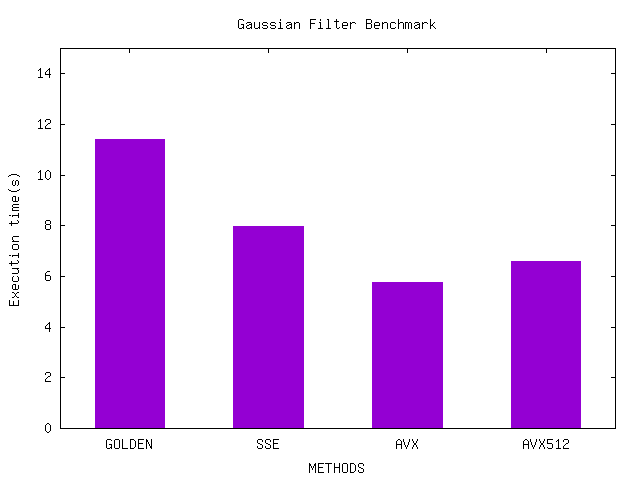 Gaussian Filter Benchmark
14
12
10
8
6
4
2
0
Execution time(s)
GOLDEN SSE AVX AVX512
METHODS